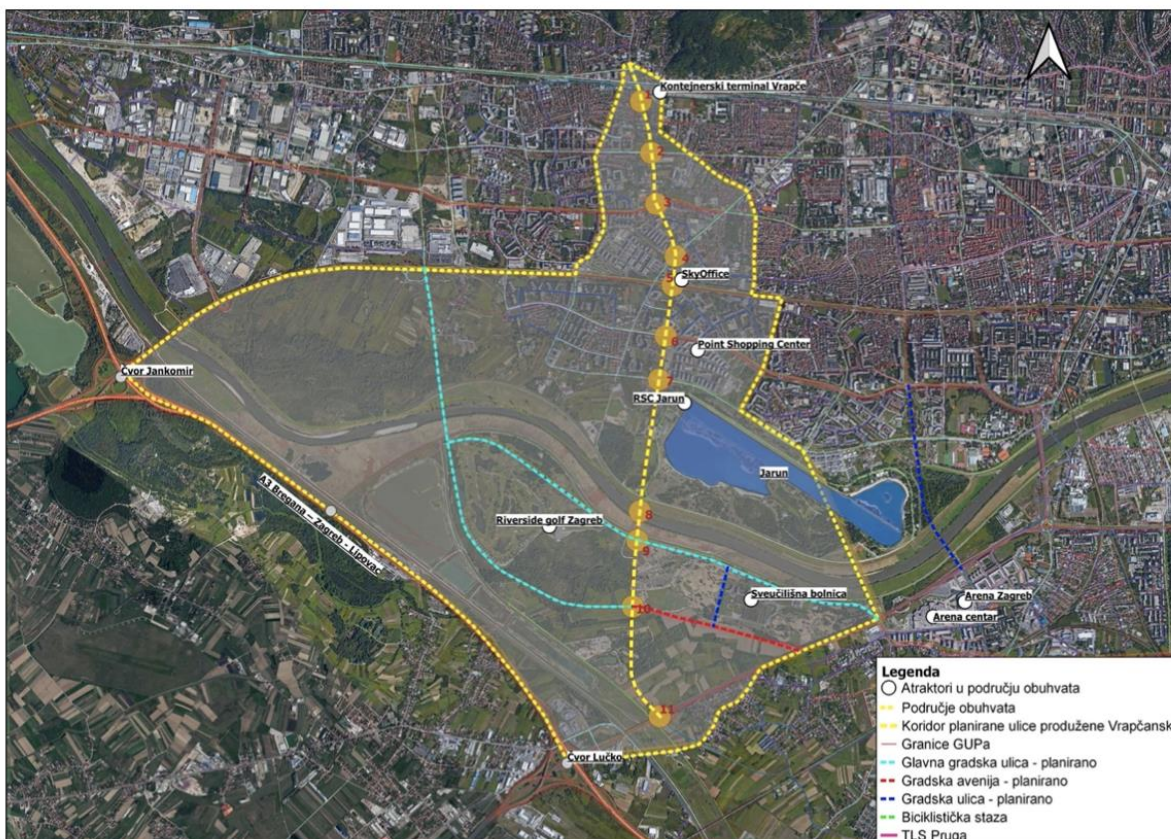 Kontejnerski terminal Vrapče
2
3
4
5
SkyOffice
6
Point Shopping Center
7
Čvor Jankomir
RSC Jarun
Jarun
A3 Bregana – Zagreb - Lipovac
8
Riverside golf Zagreb
9
10
Sveučilišna bolnica
Arena Zagreb
Arena centar
11
Čvor Lučko
Legenda
Atraktori u području obuhvata
Područje obuhvata
Koridor planirane ulice produžene Vrapčansk
Granice GUPa
Glavna gradska ulica - planirano
Gradska avenija - planirano
Gradska ulica - planirano
Biciklistička staza
TLS Pruga